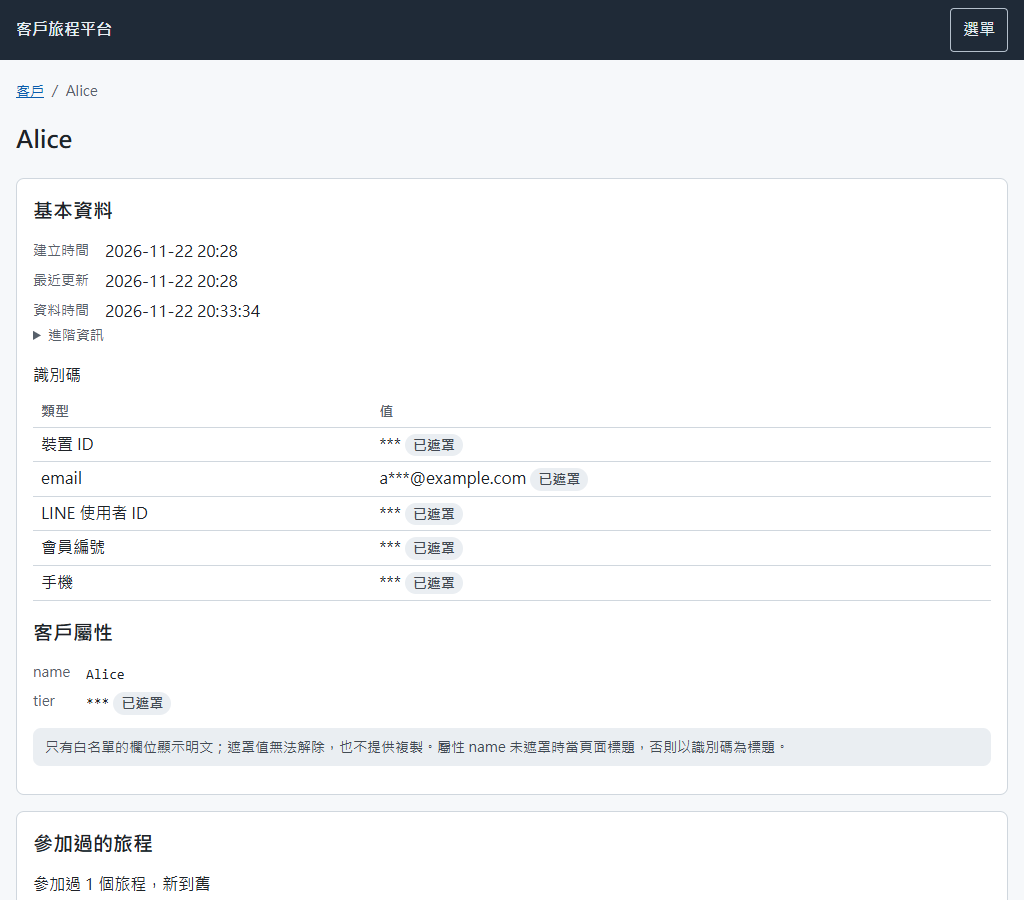 客戶旅程平台
選單
客戶 / Alice
Alice
基本資料
建立時間 2026-11-22 20:28
最近更新 2026-11-22 20:28
資料時間 2026-11-22 20:33:34
▶ 進階資訊
識別碼
類型 值
裝置 ID *** 已遮罩
email a***@example.com 已遮罩
LINE 使用者 ID *** 已遮罩
會員編號 *** 已遮罩
手機 *** 已遮罩
客戶屬性
name Alice
tier *** 已遮罩
只有白名單的欄位顯示明文；遮罩值無法解除，也不提供複製。屬性 name 未遮罩時當頁面標題，否則以識別碼為標題。
參加過的旅程
參加過 1 個旅程，新到舊